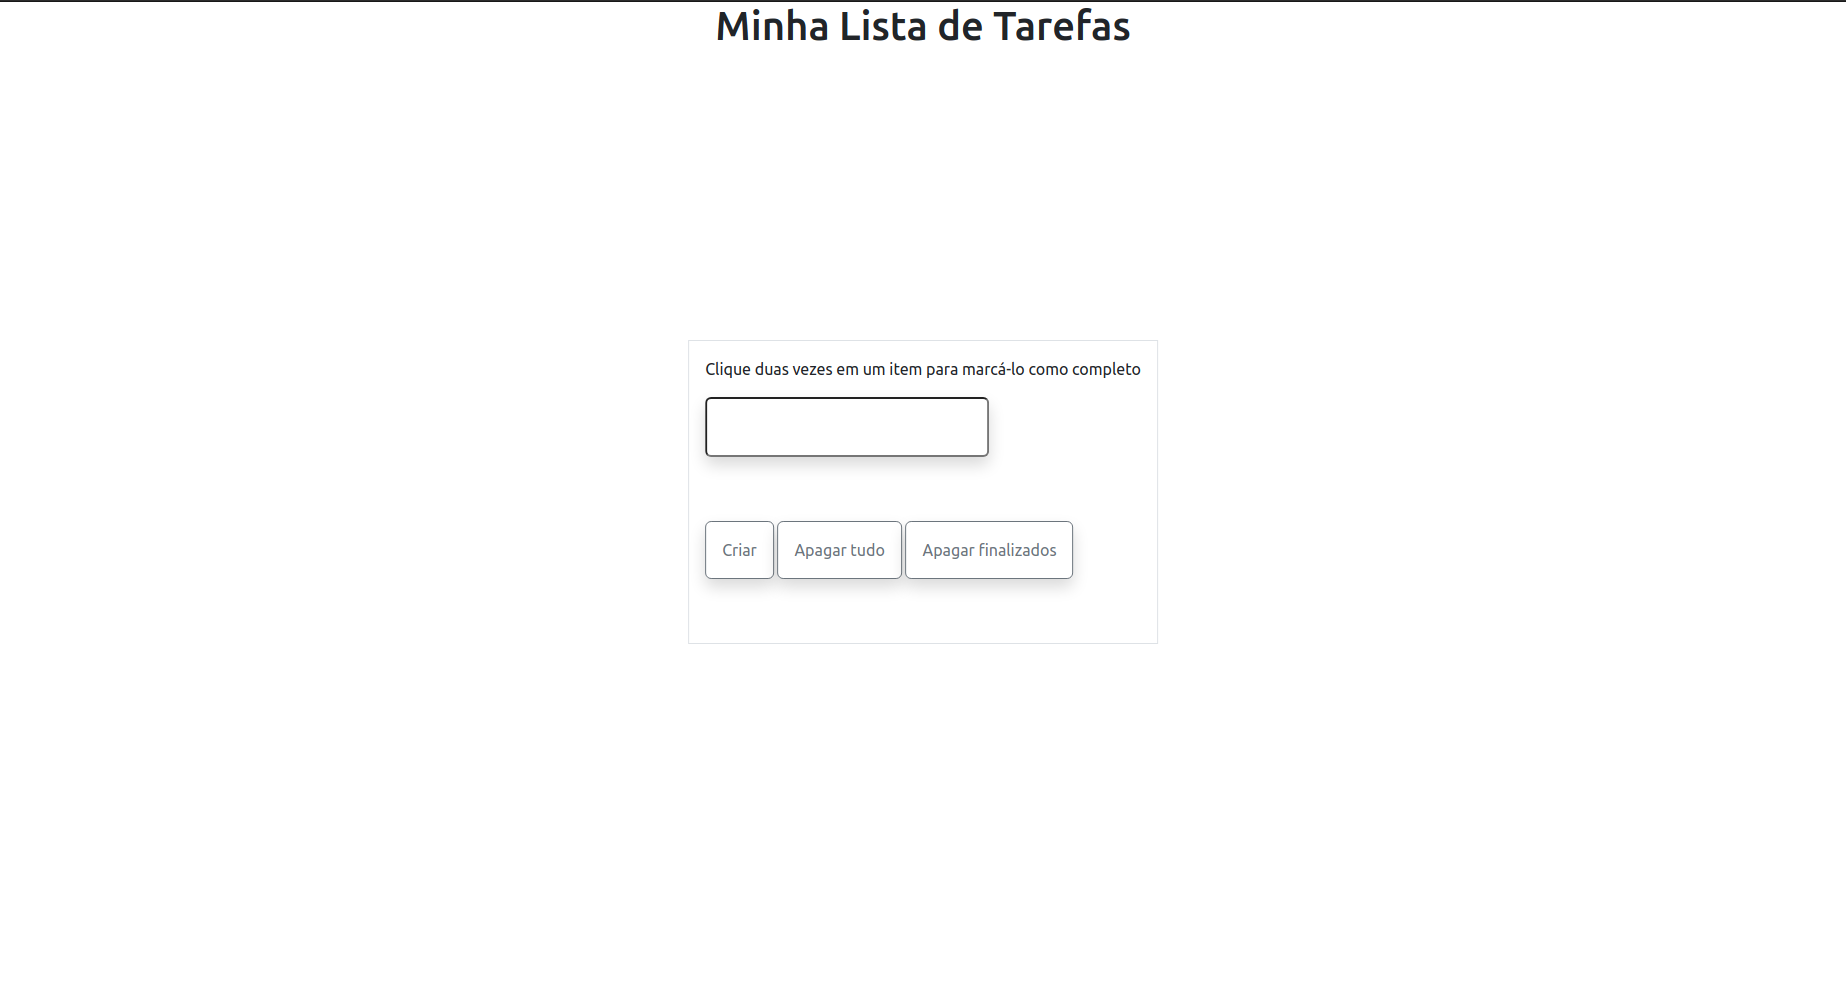 Minha Lista de Tarefas
Clique duas vezes em um item para marcá-lo como completo
Criar
Apagar tudo
Apagar finalizados